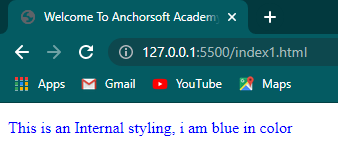 Welcome To Anchorsoft Academy
127.0.0.1:5500/index1.html
Apps Gmail YouTube Maps
This is an Internal styling, i am blue in color